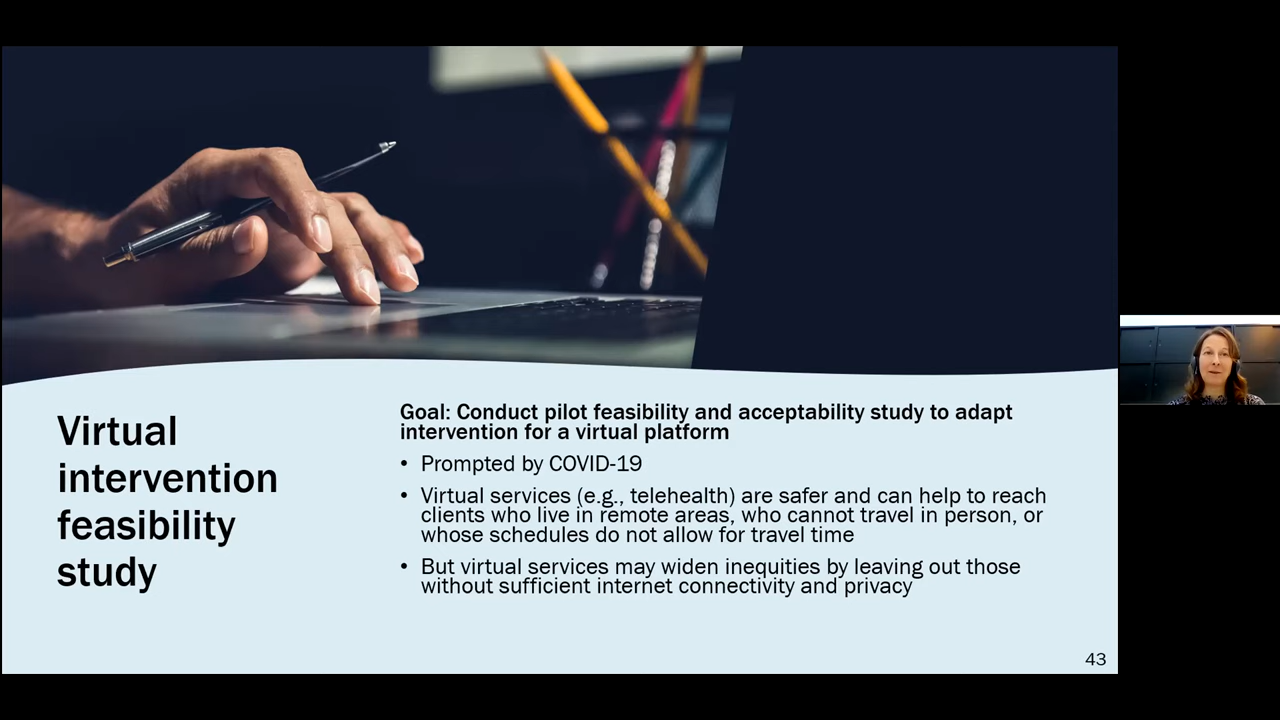 Virtual
intervention
feasibility
study
Goal: Conduct pilot feasibility and acceptability study to adapt
intervention for a virtual platform
• Prompted by COVID-19
• Virtual services (e.g., telehealth) are safer and can help to reach
clients who live in remote areas, who cannot travel in person, or
whose schedules do not allow for travel time
• But virtual services may widen inequities by leaving out those
without sufficient internet connectivity and privacy
43